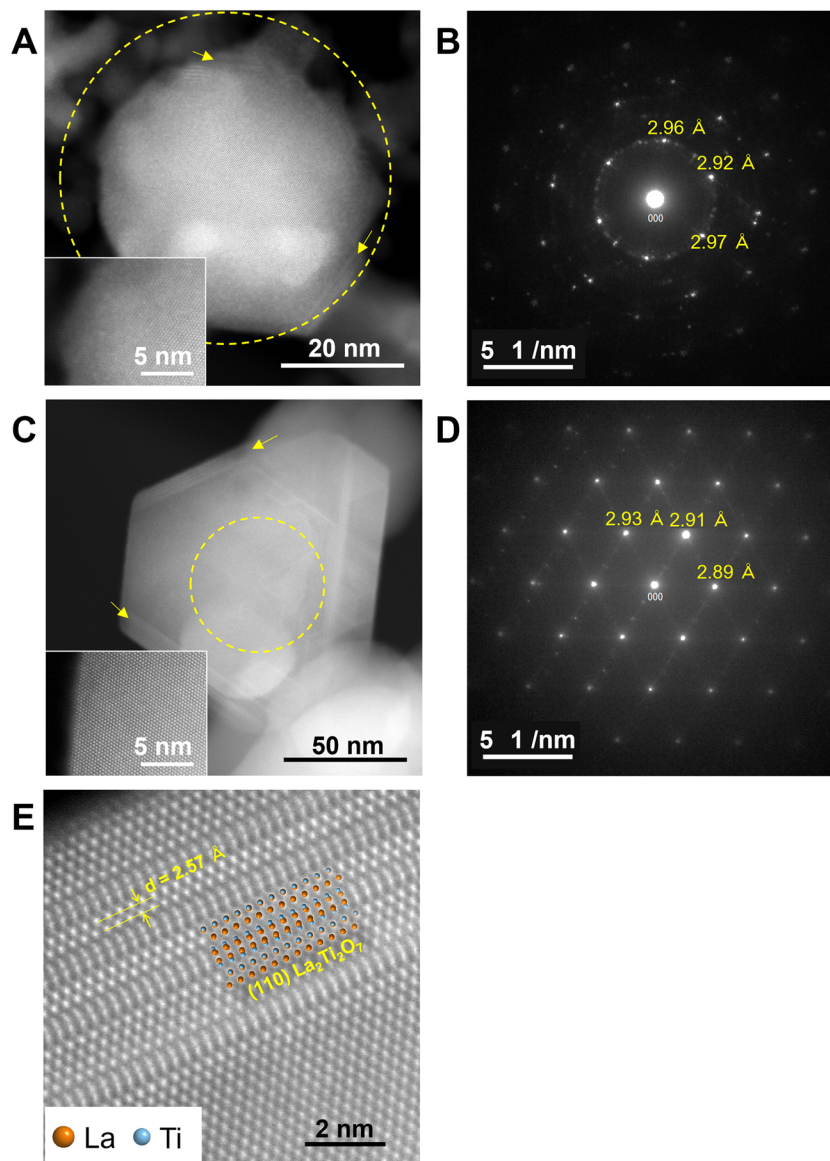 A
5 nm
20 nm
B
2.96 Å
2.92 Å
000
2.97 Å
5 1 /nm
C
5 nm
50 nm
D
2.93 Å 2.91 Å
2.89 Å
000
5 1 /nm
E
d = 2.57 Å
(110) La₂Ti₂O₇
La Ti
2 nm